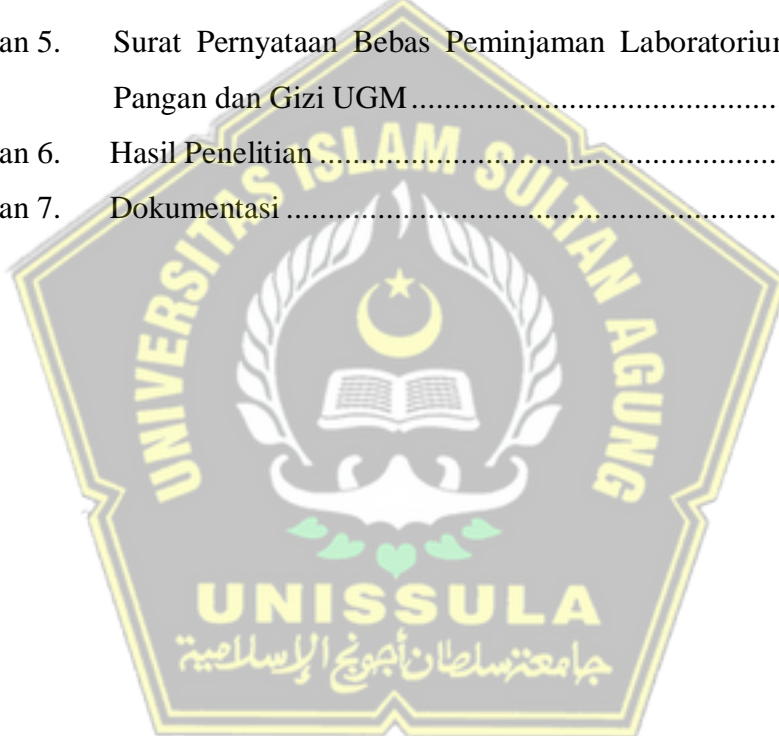 an 5. Surat Pernyataan Bebas Peminjaman Laboratoriu
Pangan dan Gizi UGM ............................................
an 6. Hasil Penelitian ........................................................
an 7. Dokumentasi ............................................................
UNIVERSITAS ISLAM SULTAN AGUNG
UNISSULA
جامعة سلطان أجونج الإسلامية